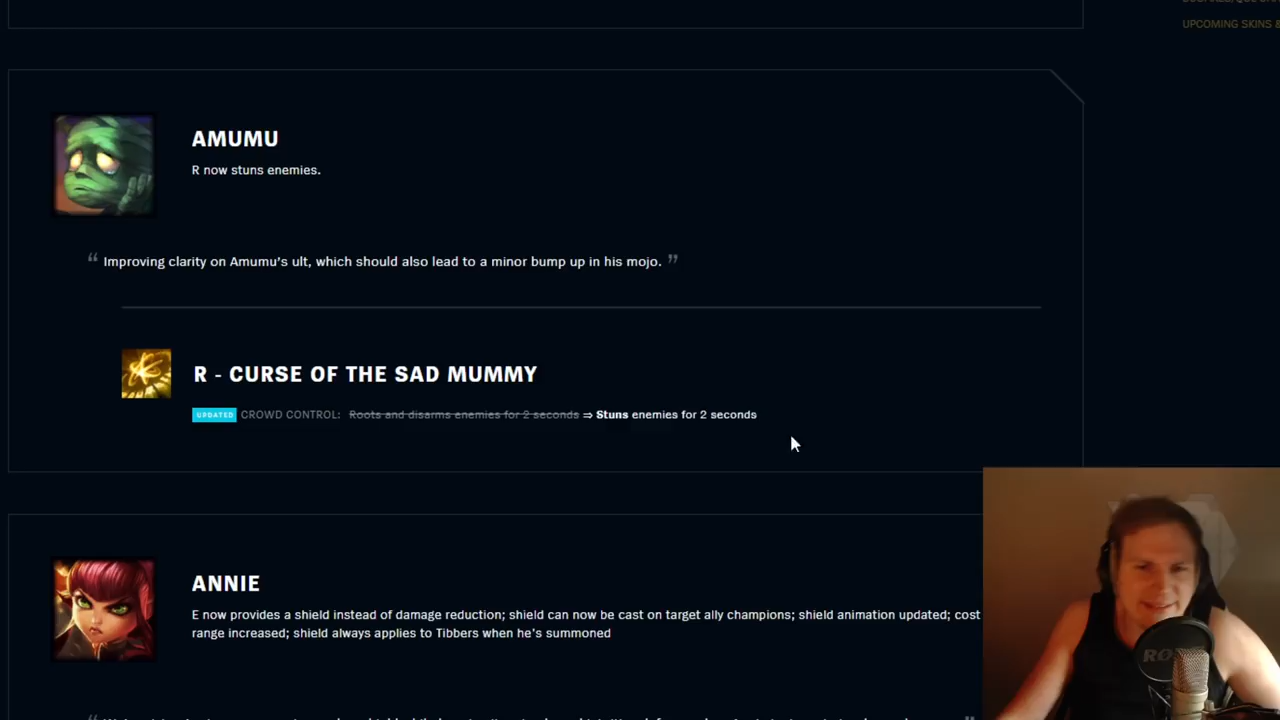 UPCOMING SKINS &
AMUMU
R now stuns enemies.
“ Improving clarity on Amumu's ult, which should also lead to a minor bump up in his mojo. ”
R - CURSE OF THE SAD MUMMY
UPDATED CROWD CONTROL: Roots and disarms enemies for 2 seconds ⇒ Stuns enemies for 2 seconds
ANNIE
E now provides a shield instead of damage reduction; shield can now be cast on target ally champions; shield animation updated; cost
range increased; shield always applies to Tibbers when he's summoned